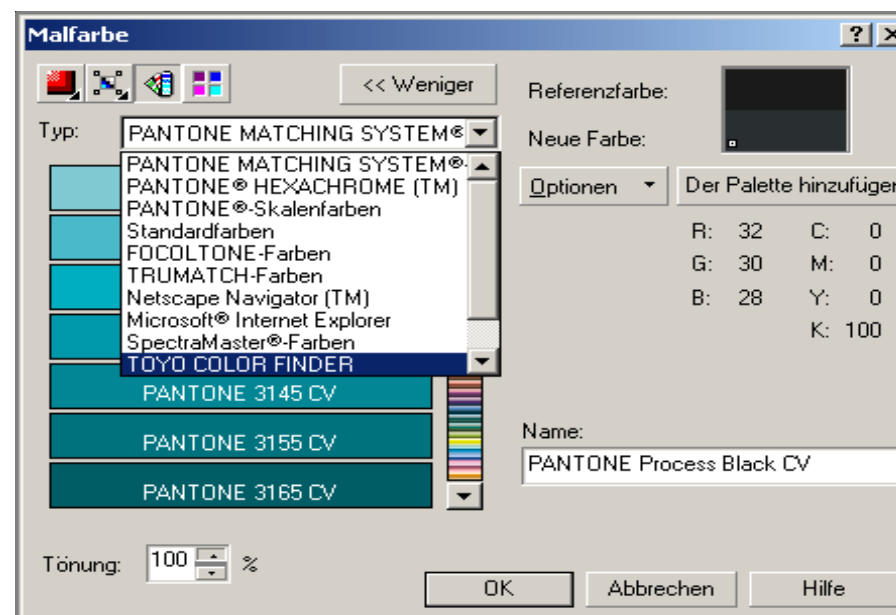 Malfarbe
<< Weniger
Typ: PANTONE MATCHING SYSTEM®
PANTONE MATCHING SYSTEM®-
PANTONE® HEXACHROME (TM)
PANTONE®-Skalenfarben
Standardfarben
FOCOLTONE-Farben
TRUMATCH-Farben
Netscape Navigator (TM)
Microsoft® Internet Explorer
SpectraMaster®-Farben
TOYO COLOR FINDER
PANTONE 3145 CV
PANTONE 3155 CV
PANTONE 3165 CV
Tönung: 100 %
Referenzfarbe:
Neue Farbe:
Optionen
Der Palette hinzufügen
R: 32 C: 0
G: 30 M: 0
B: 28 Y: 0
K: 100
Name:
PANTONE Process Black CV
OK Abbrechen Hilfe